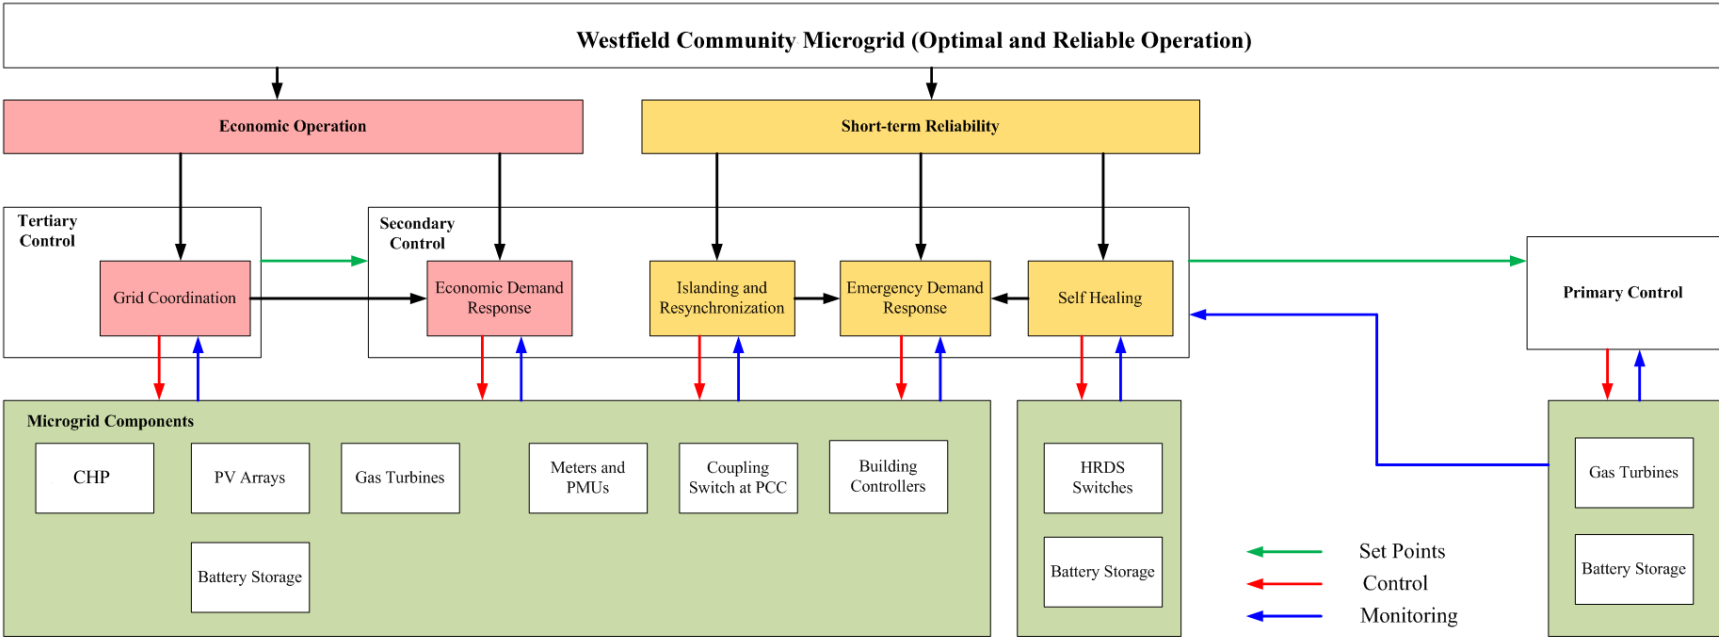 Westfield Community Microgrid (Optimal and Reliable Operation)
Economic Operation
Short-term Reliability
Tertiary
Control
Secondary
Control
Grid Coordination
Economic Demand
Response
Islanding and
Resynchronization
Emergency Demand
Response
Self Healing
Primary Control
Microgrid Components
CHP
PV Arrays
Gas Turbines
Meters and
PMUs
Coupling
Switch at PCC
Building
Controllers
Battery Storage
HRDS
Switches
Battery Storage
Gas Turbines
Battery Storage
Set Points
Control
Monitoring